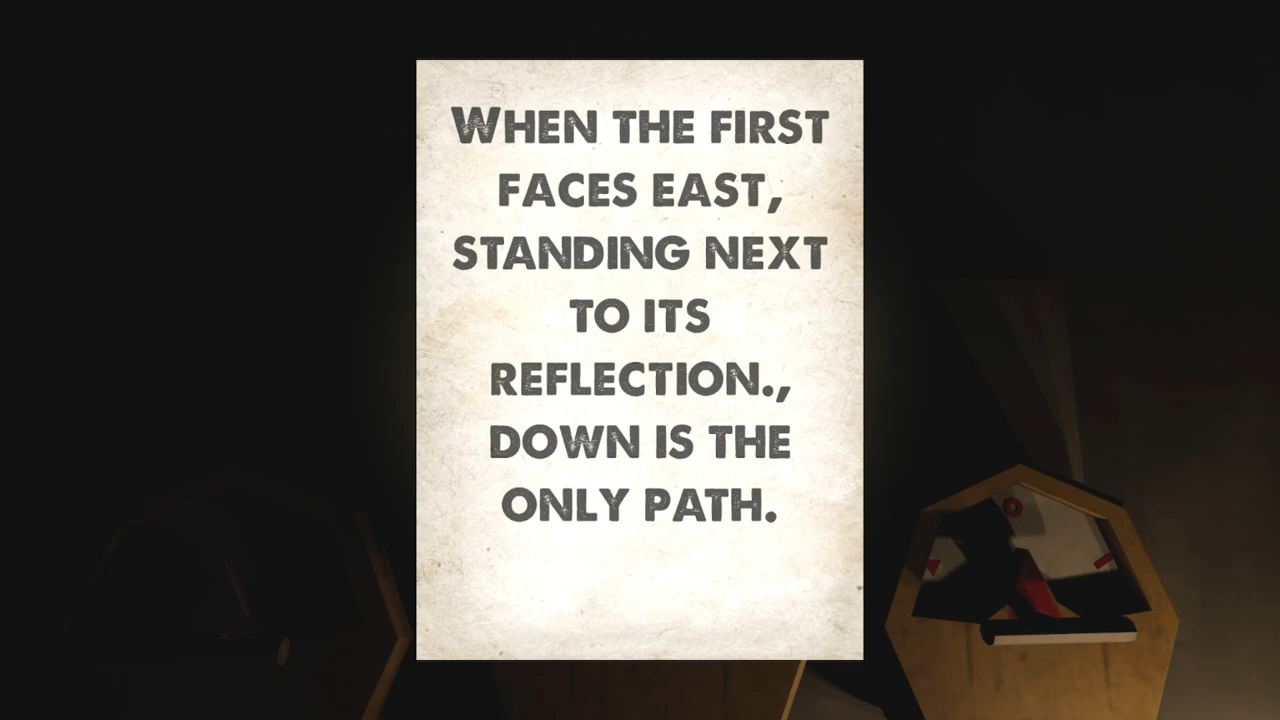 WHEN THE FIRST
FACES EAST,
STANDING NEXT
TO ITS
REFLECTION.,
DOWN IS THE
ONLY PATH.